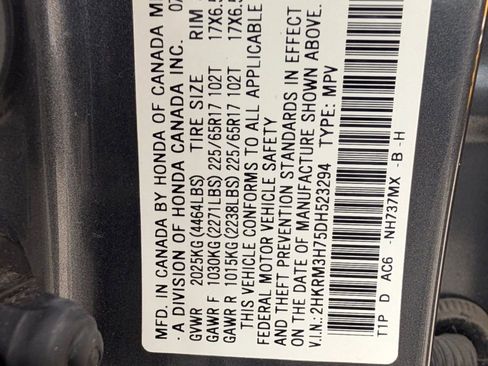 MFD. IN CANADA BY HONDA OF CANADA M
- A DIVISION OF HONDA CANADA INC. 07
GVWR 2025KG(4464LBS) TIRE SIZE RIM
GAWR F 1030KG(2271LBS) 225/65R17 102T 17X6.5
GAWR R 1015KG(2238LBS) 225/65R17 102T 17X6.5
THIS VEHICLE CONFORMS TO ALL APPLICABLE
FEDERAL MOTOR VEHICLE SAFETY
AND THEFT PREVENTION STANDARDS IN EFFECT
ON THE DATE OF MANUFACTURE SHOWN ABOVE.
V.I.N.: 2HKRM3H75DH523294 TYPE: MPV
T1P D AC6 -NH737MX -B -H